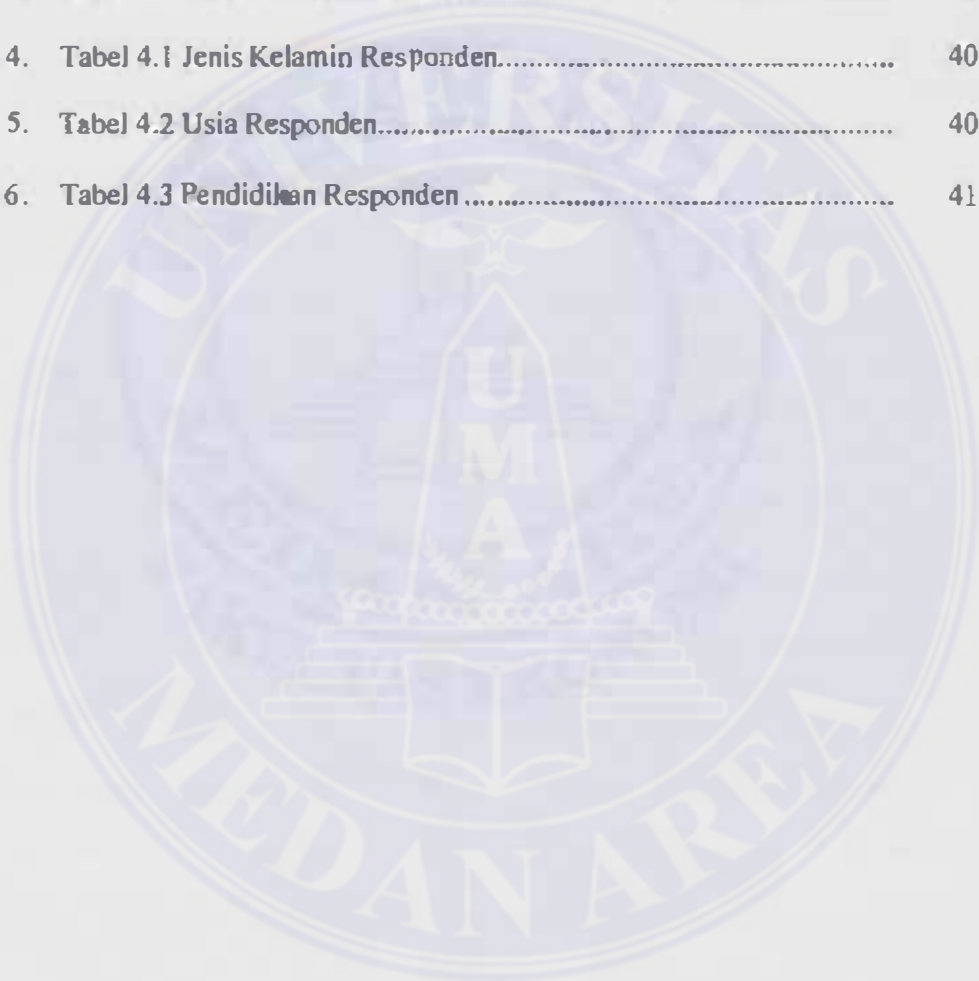 4. Tabel 4.1 Jenis Kelamin Responden............................................................ 40
5. Tabel 4.2 Usia Responden............................................................................ 40
6. Tabel 4.3 Pendidikan Responden ................................................................ 41
UNIVERSITAS
U
M
A
MEDAN AREA